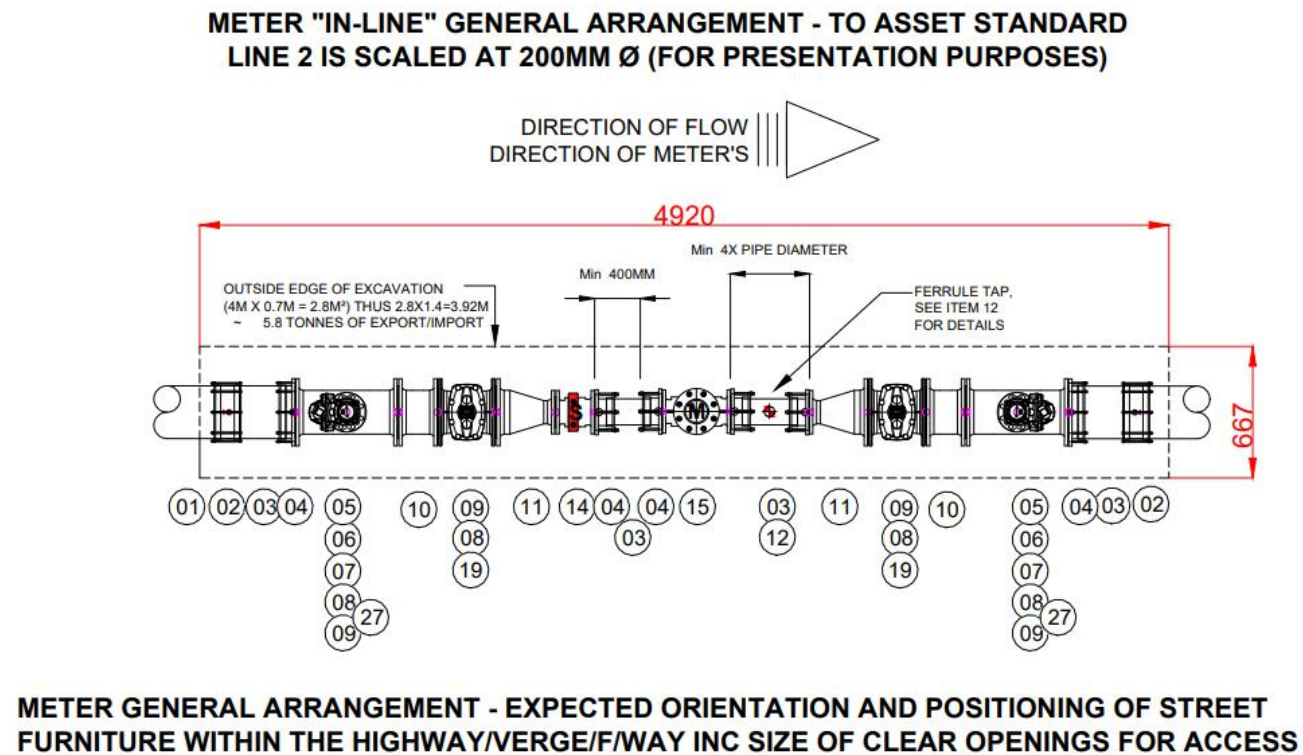 METER "IN-LINE" GENERAL ARRANGEMENT - TO ASSET STANDARD
LINE 2 IS SCALED AT 200MM Ø (FOR PRESENTATION PURPOSES)
DIRECTION OF FLOW
DIRECTION OF METER'S
4920
Min 4X PIPE DIAMETER
Min 400MM
OUTSIDE EDGE OF EXCAVATION
(4M X 0.7M = 2.8M²) THUS 2.8X1.4=3.92M
~ 5.8 TONNES OF EXPORT/IMPORT
FERRULE TAP,
SEE ITEM 12
FOR DETAILS
S
M
667
01 02 03 04 05 10 09 11 14 04 04 15 03 11 09 10 05 04 03 02
06 08 03 12 08 06
07 19 19 07
08 27 08 27
09 09
METER GENERAL ARRANGEMENT - EXPECTED ORIENTATION AND POSITIONING OF STREET
FURNITURE WITHIN THE HIGHWAY/VERGE/F/WAY INC SIZE OF CLEAR OPENINGS FOR ACCESS